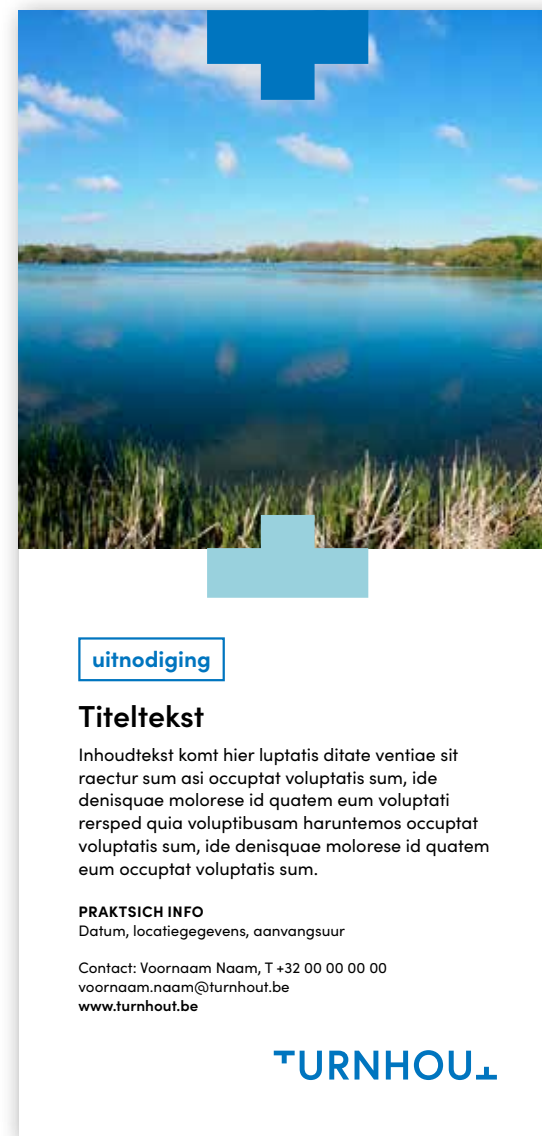 uitnodiging
Titeltekst
Inhoudtekst komt hier luptatis ditate ventiae sit
raectur sum asi occuptat voluptatis sum, ide
denisquae molorese id quatem eum voluptati
rersped quia voluptibusam haruntemos occuptat
voluptatis sum, ide denisquae molorese id quatem
eum occuptat voluptatis sum.
PRAKTSICH INFO
Datum, locatiegegevens, aanvangsuur
Contact: Voornaam Naam, T +32 00 00 00 00
voornaam.naam@turnhout.be
www.turnhout.be
TURNHOUT